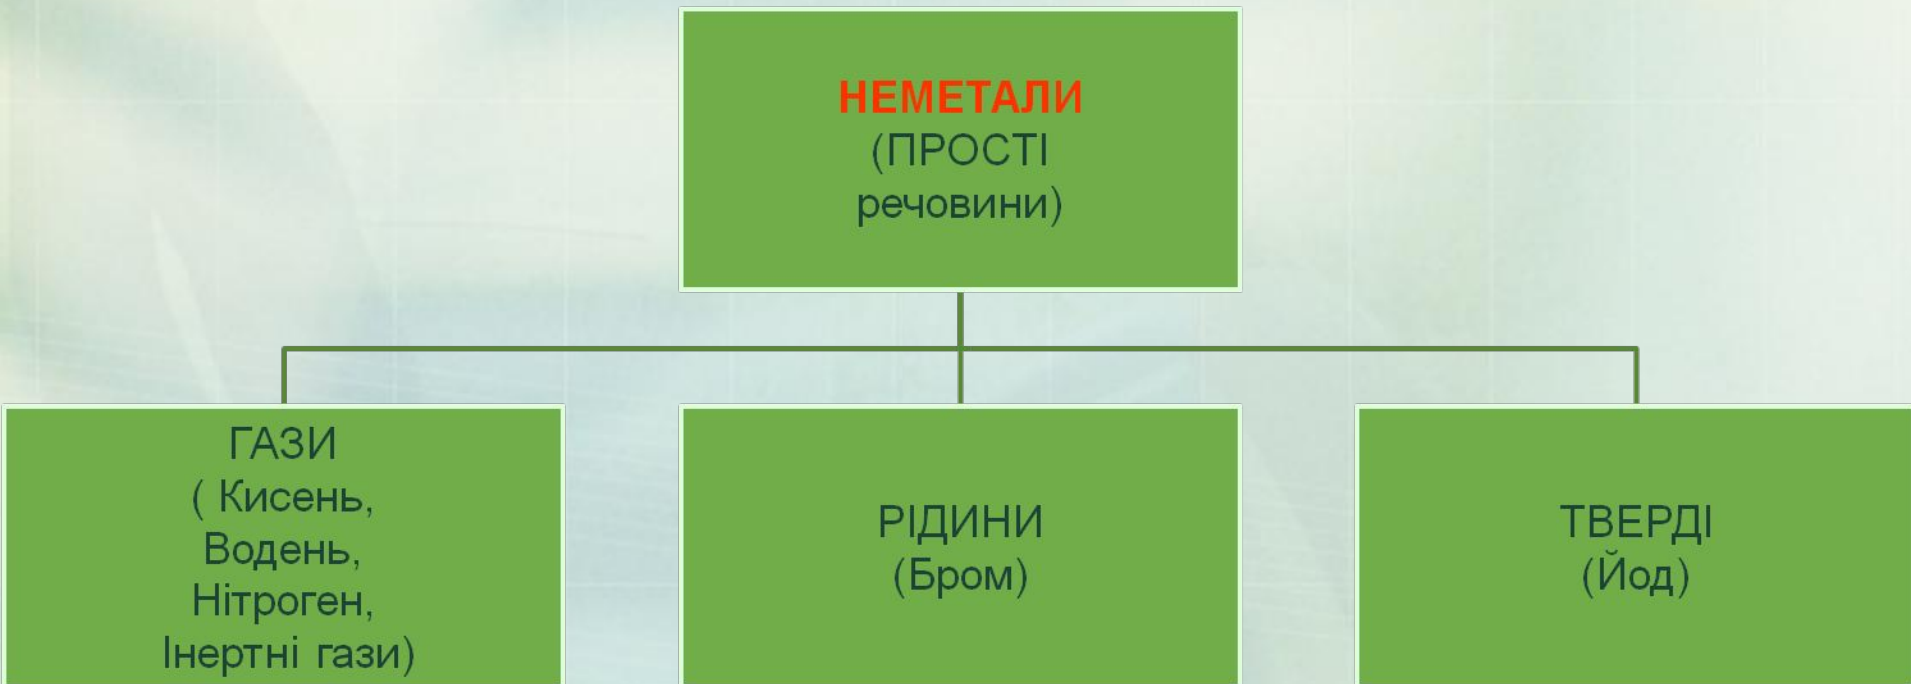 НЕМЕТАЛИ
(ПРОСТІ
речовини)
ГАЗИ
( Кисень,
Водень,
Нітроген,
Інертні гази)
РІДИНИ
(Бром)
ТВЕРДІ
(Йод)